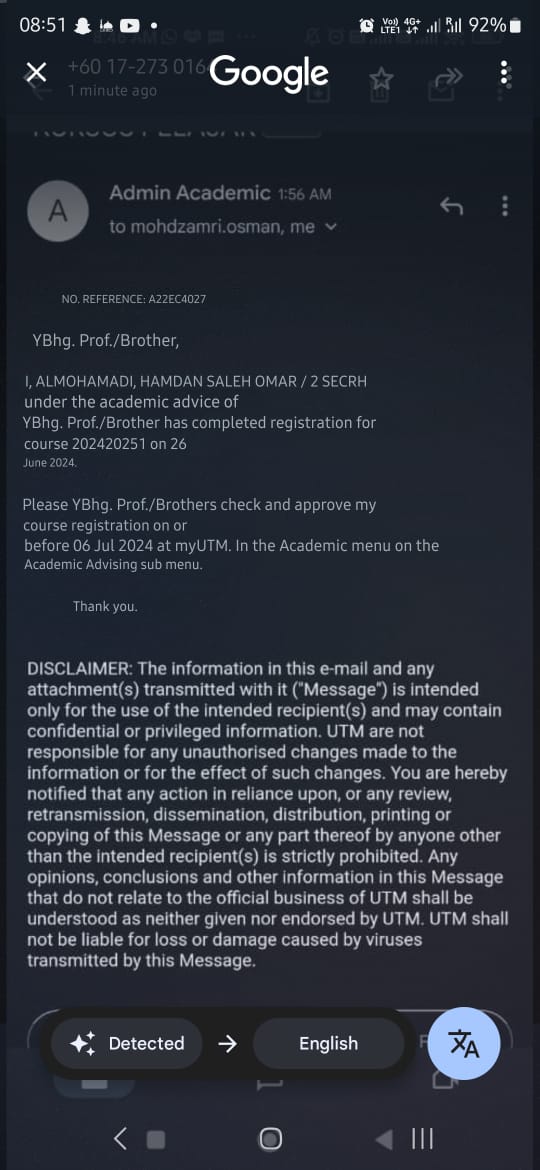 08:51
Vo)) 4G+
LTE1
R
92%
+60 17-273 016
Google
1 minute ago
A
Admin Academic 1:56 AM
to mohdzamri.osman, me
NO. REFERENCE: A22EC4027
YBhg. Prof./Brother,
I, ALMOHAMADI, HAMDAN SALEH OMAR / 2 SECRH
under the academic advice of
YBhg. Prof./Brother has completed registration for
course 202420251 on 26
June 2024.
Please YBhg. Prof./Brothers check and approve my
course registration on or
before 06 Jul 2024 at myUTM. In the Academic menu on the
Academic Advising sub menu.
Thank you.
DISCLAIMER: The information in this e-mail and any
attachment(s) transmitted with it ("Message") is intended
only for the use of the intended recipient(s) and may contain
confidential or privileged information. UTM are not
responsible for any unauthorised changes made to the
information or for the effect of such changes. You are hereby
notified that any action in reliance upon, or any review,
retransmission, dissemination, distribution, printing or
copying of this Message or any part thereof by anyone other
than the intended recipient(s) is strictly prohibited. Any
opinions, conclusions and other information in this Message
that do not relate to the official business of UTM shall be
understood as neither given nor endorsed by UTM. UTM shall
not be liable for loss or damage caused by viruses
transmitted by this Message.
Detected
English